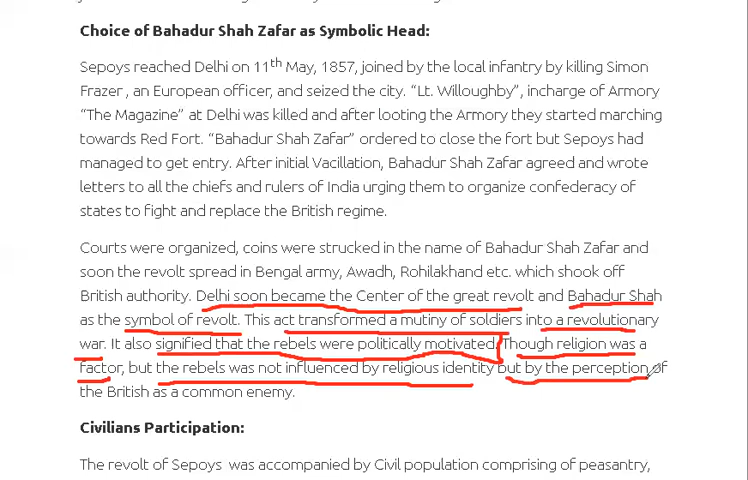 Choice of Bahadur Shah Zafar as Symbolic Head:
Sepoys reached Delhi on 11th May, 1857, joined by the local infantry by killing Simon
Frazer , an European officer, and seized the city. “Lt. Willoughby”, incharge of Armory
“The Magazine” at Delhi was killed and after looting the Armory they started marching
towards Red Fort. “Bahadur Shah Zafar” ordered to close the fort but Sepoys had
managed to get entry. After initial Vacillation, Bahadur Shah Zafar agreed and wrote
letters to all the chiefs and rulers of India urging them to organize confederacy of
states to fight and replace the British regime.
Courts were organized, coins were strucked in the name of Bahadur Shah Zafar and
soon the revolt spread in Bengal army, Awadh, Rohilakhand etc. which shook off
British authority. Delhi soon became the Center of the great revolt and Bahadur Shah
as the symbol of revolt. This act transformed a mutiny of soldiers into a revolutionary
war. It also signified that the rebels were politically motivated. Though religion was a
factor, but the rebels was not influenced by religious identity but by the perception of
the British as a common enemy.
Civilians Participation:
The revolt of Sepoys was accompanied by Civil population comprising of peasantry,